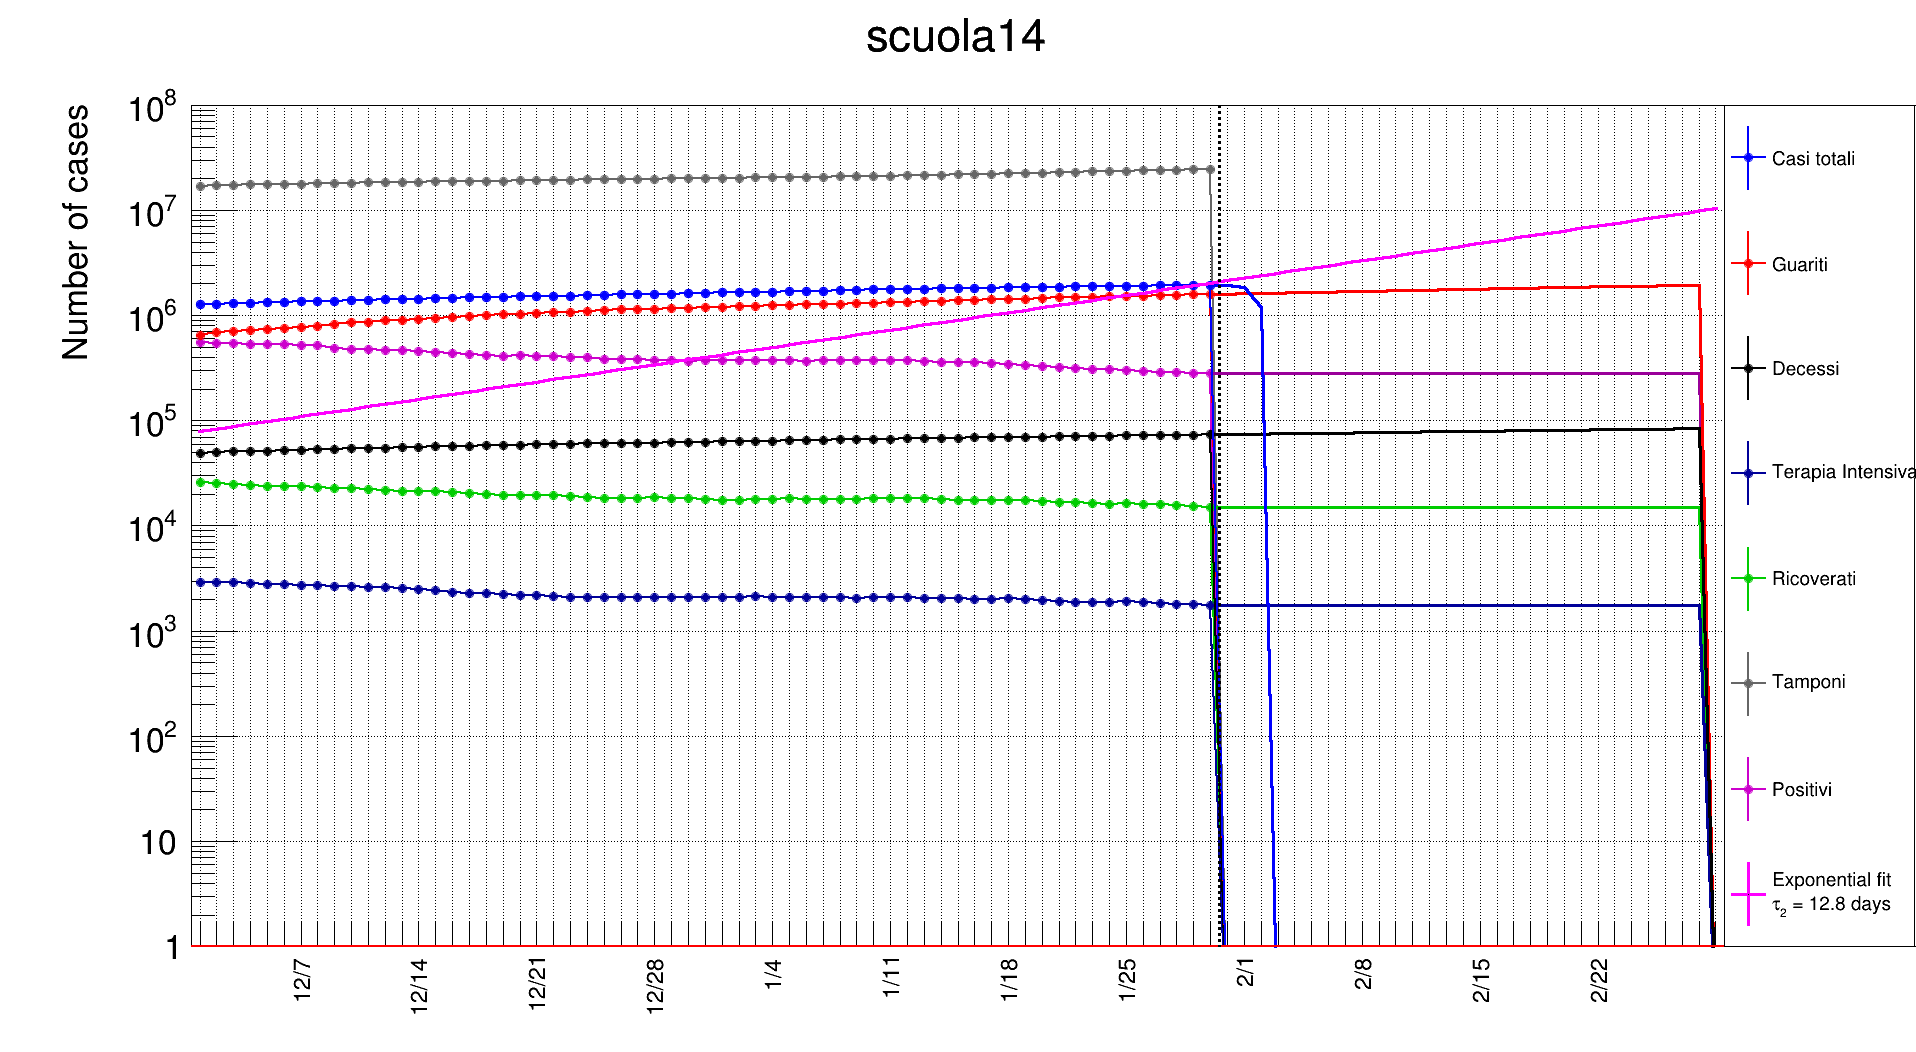 scuola14
Number of cases
10^8
10^7
10^6
10^5
10^4
10^3
10^2
10
1
12/7
12/14
12/21
12/28
1/4
1/11
1/18
1/25
2/1
2/8
2/15
2/22
Casi totali
Guariti
Decessi
Terapia Intensiva
Ricoverati
Tamponi
Positivi
Exponential fit
τ_2 = 12.8 days